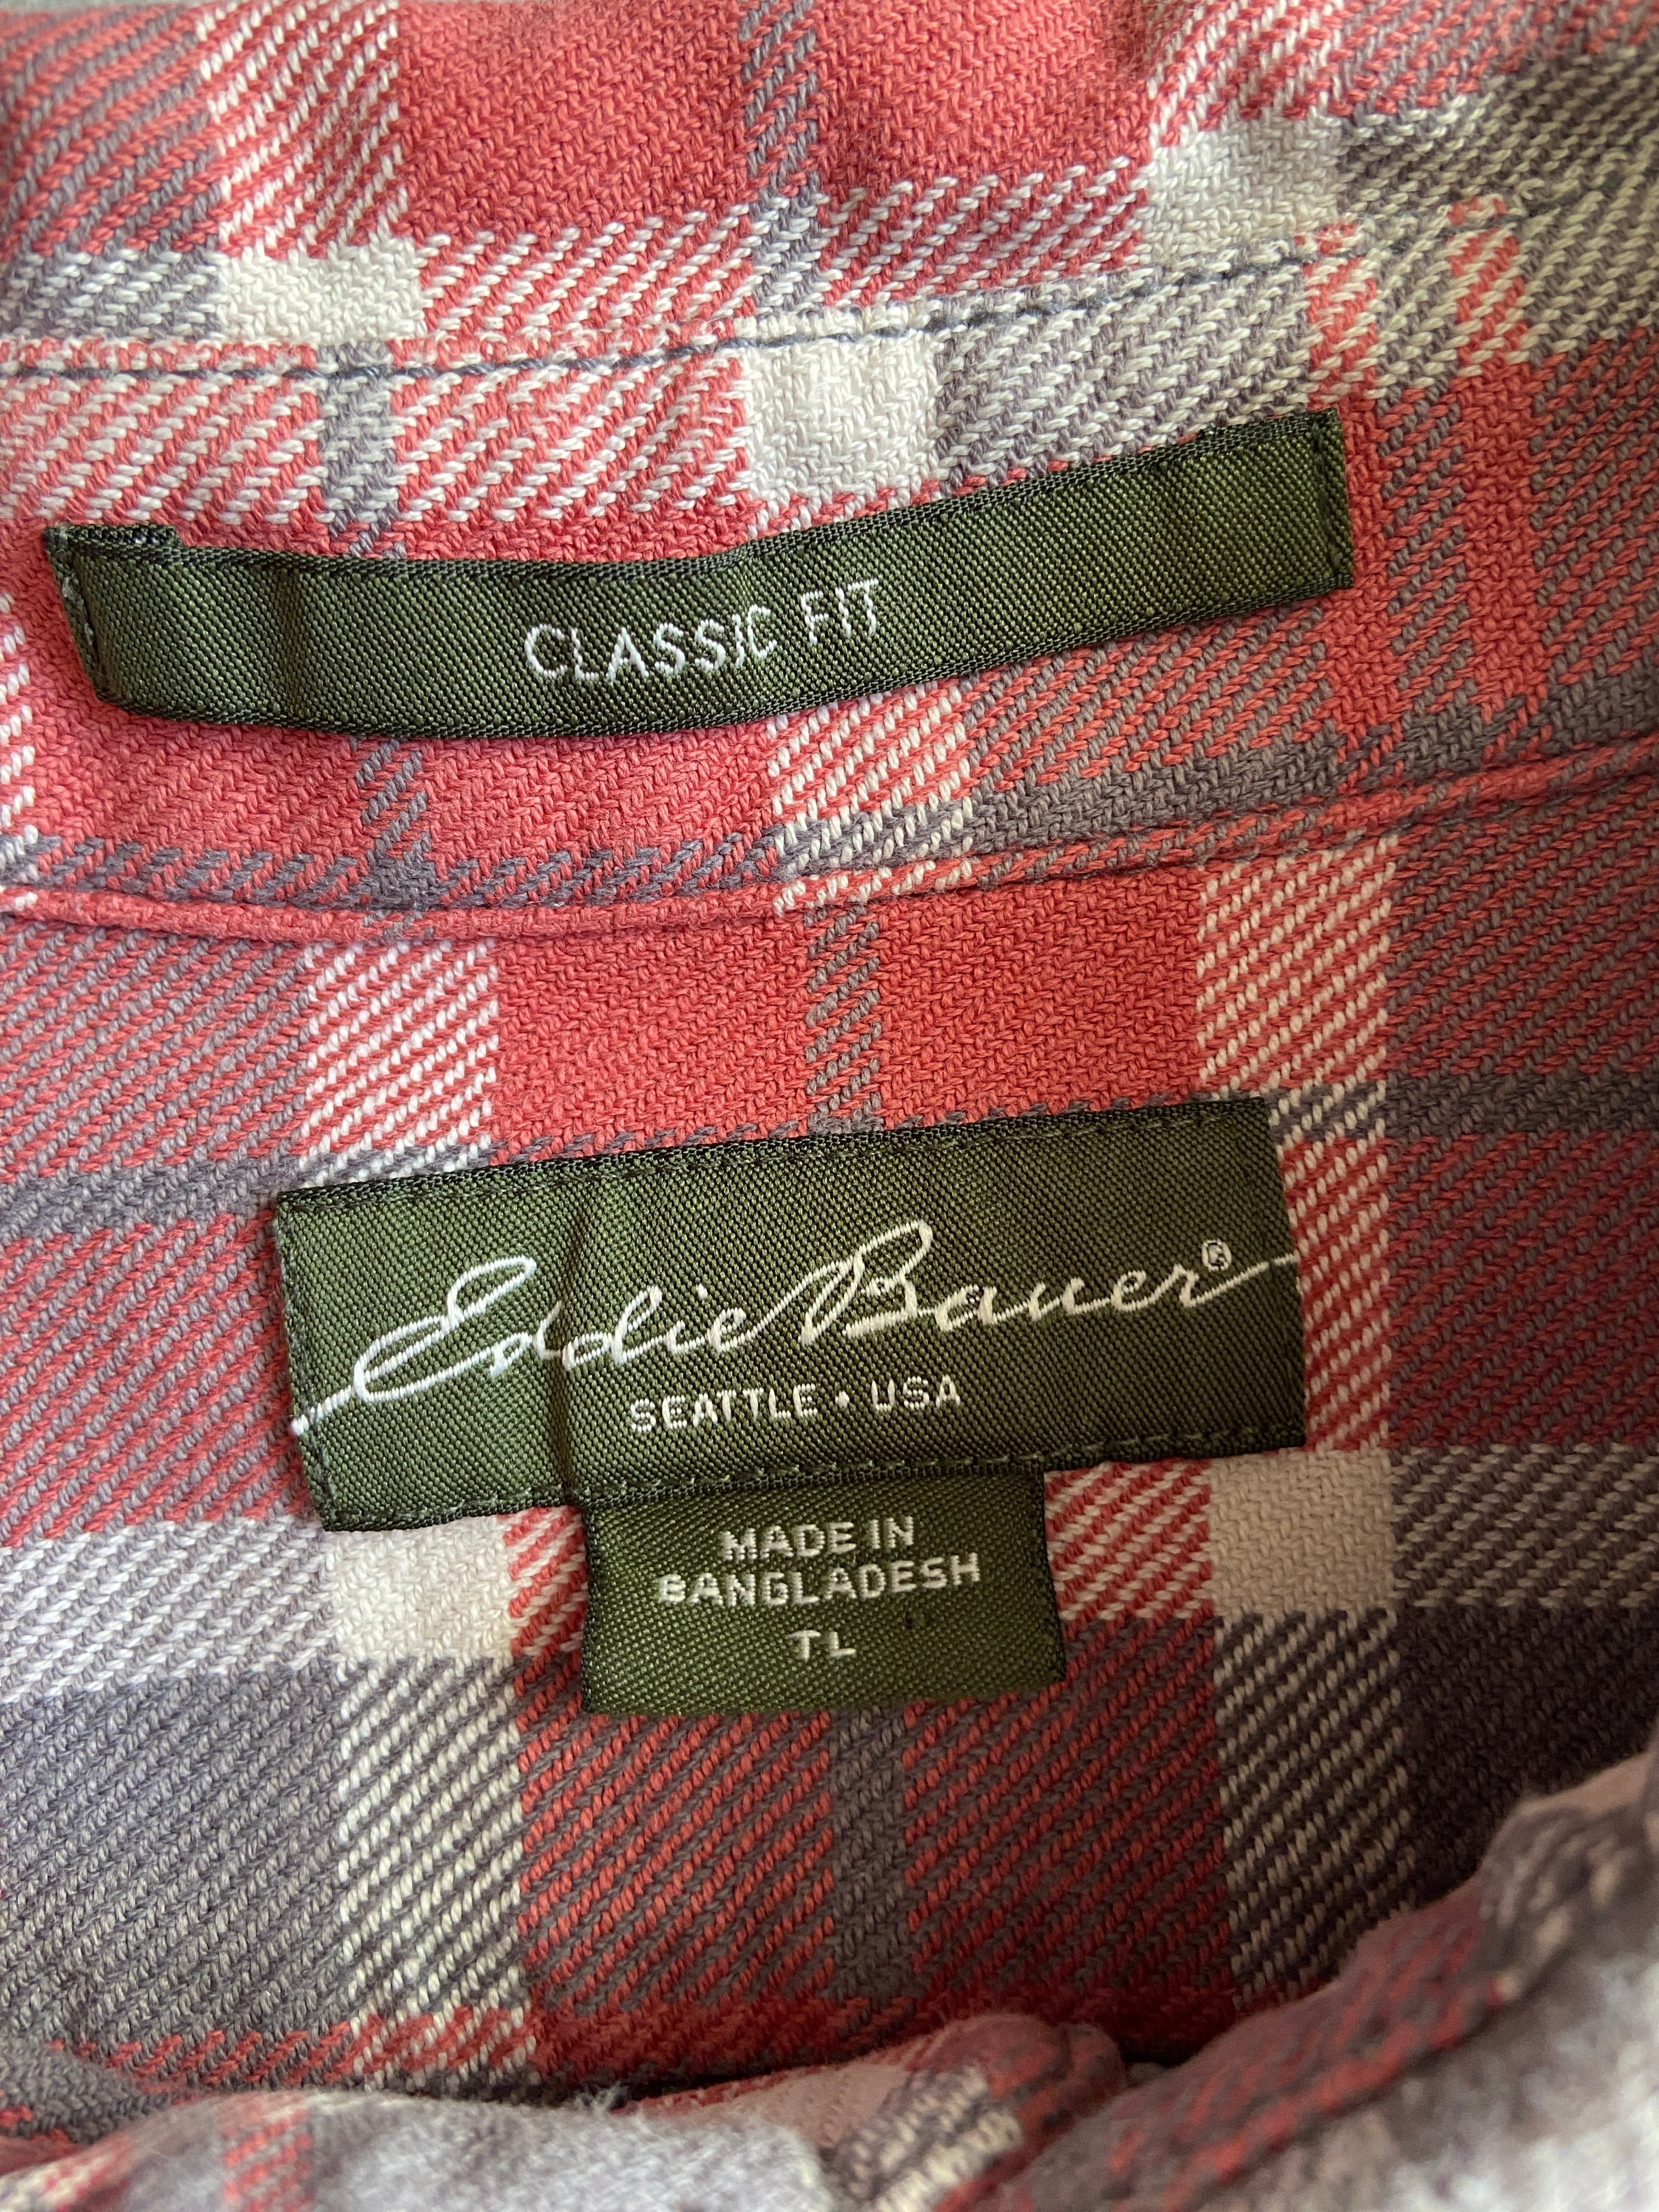 CLASSIC FIT
Eddie Bauer®
SEATTLE • USA
MADE IN
BANGLADESH
TL